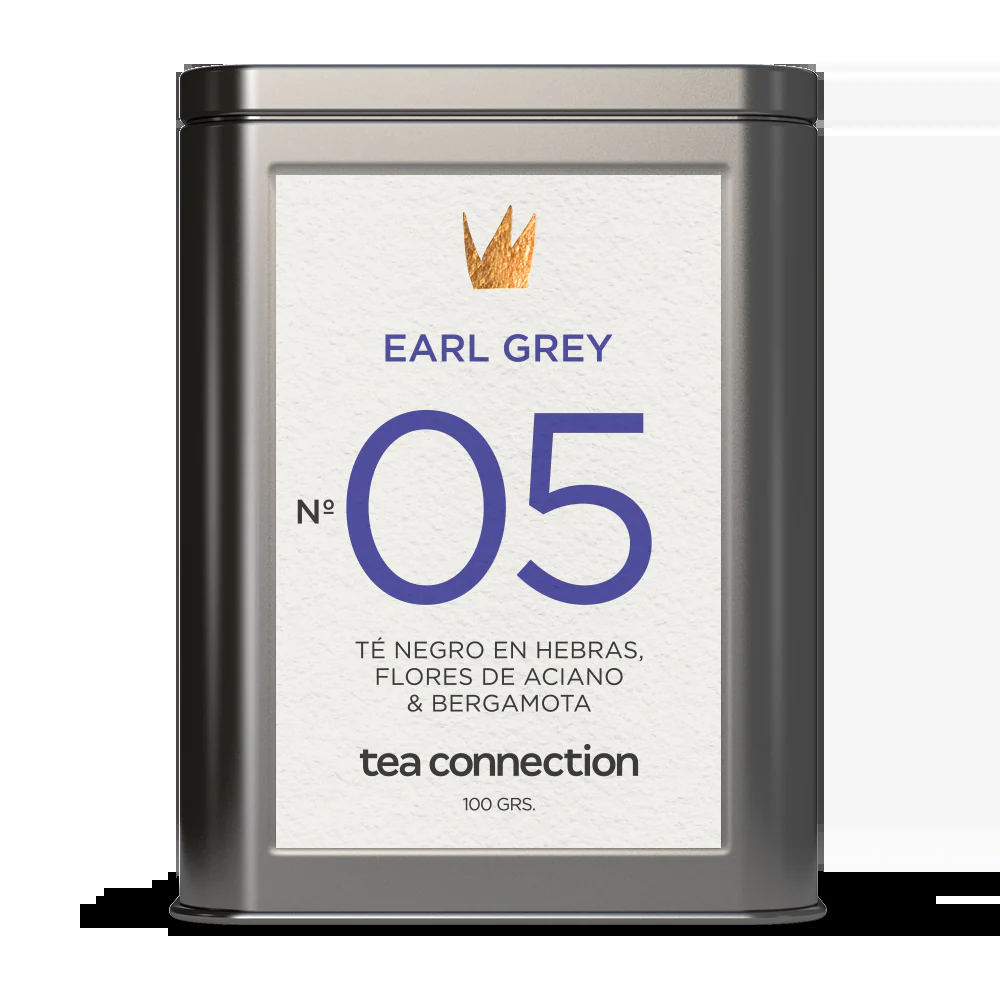 EARL GREY
Nº 05
TÉ NEGRO EN HEBRAS,
FLORES DE ACIANO
& BERGAMOTA
tea connection
100 GRS.